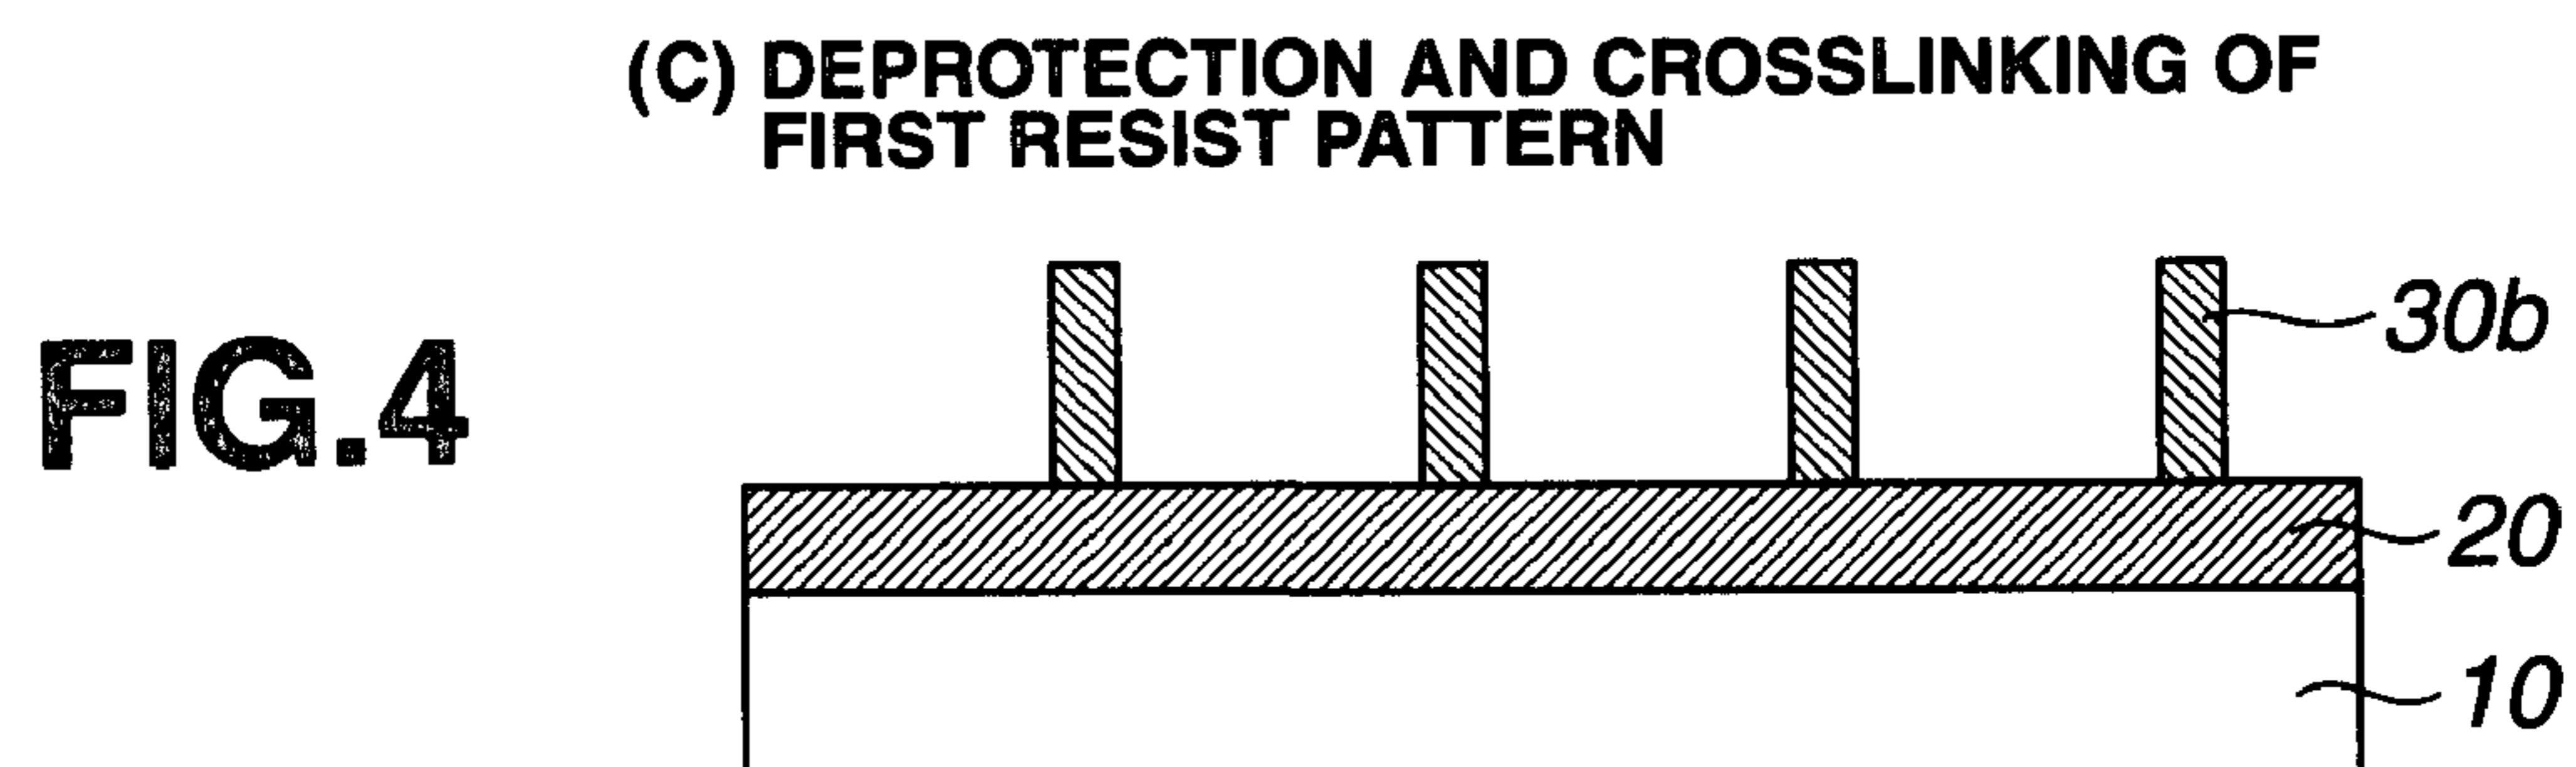 (C) DEPROTECTION AND CROSSLINKING OF
FIRST RESIST PATTERN
FIG.4
30b
20
10